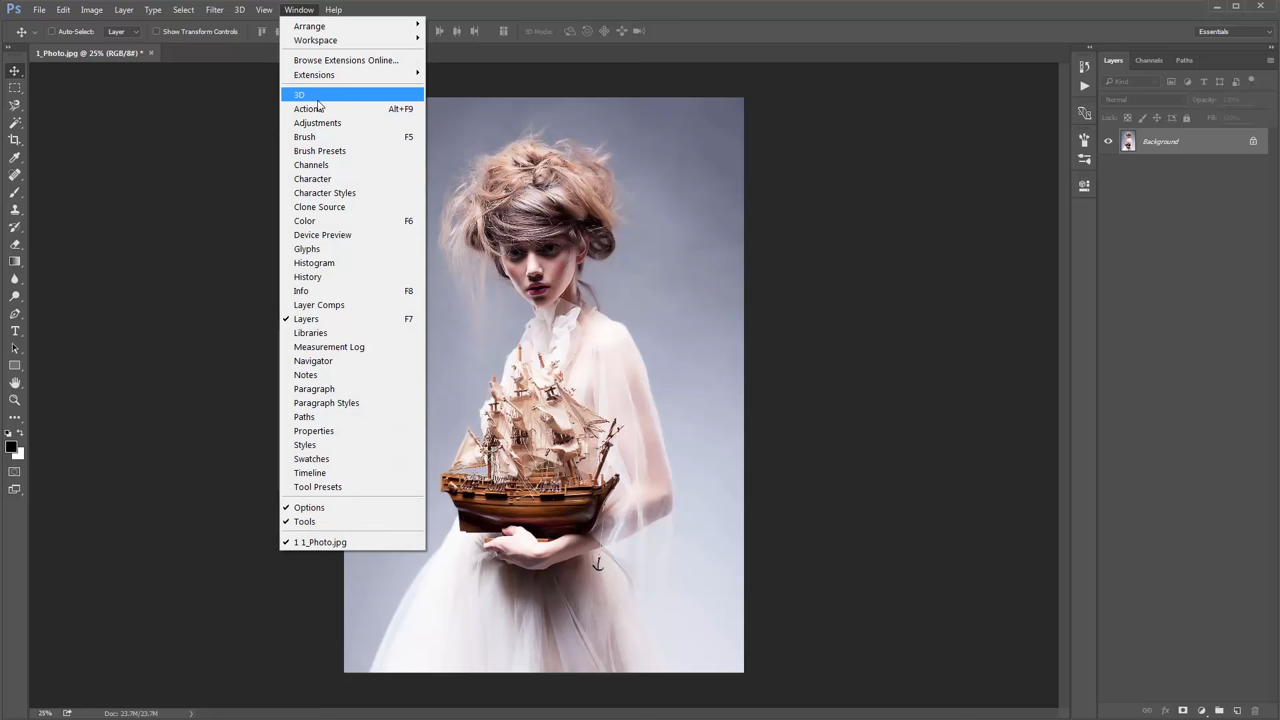 Ps File Edit Image Layer Type Select Filter 3D View Window Help
Auto-Select: Layer Show Transform Controls 3D Mode: Essentials
1_Photo.jpg @ 25% (RGB/8#) * ×
Arrange
Workspace
Browse Extensions Online...
Extensions
3D
Actions Alt+F9
Adjustments
Brush F5
Brush Presets
Channels
Character
Character Styles
Clone Source
Color F6
Device Preview
Glyphs
Histogram
History
Info F8
Layer Comps
Layers F7
Libraries
Measurement Log
Navigator
Notes
Paragraph
Paragraph Styles
Paths
Properties
Styles
Swatches
Timeline
Tool Presets
Options
Tools
1 1_Photo.jpg
Layers Channels Paths
Kind
Normal Opacity: 100%
Lock: Fill: 100%
Background
25% Doc: 23.7M/23.7M